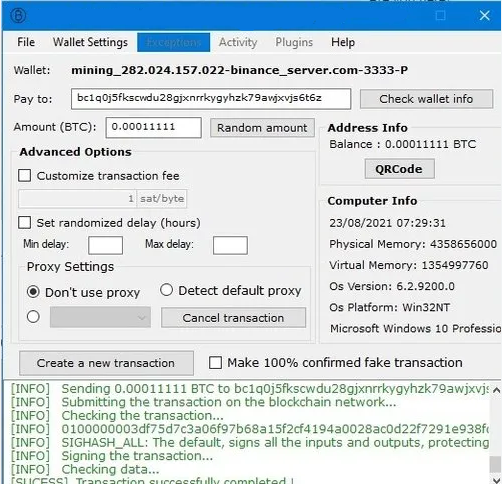 File Wallet Settings Exceptions Activity Plugins Help
Wallet: mining_282.024.157.022-binance_server.com-3333-P
Pay to: bc1q0j5fkscwdu28gjxnrrkygyhzk79awjxvjs6t6z Check wallet info
Amount (BTC): 0.00011111 Random amount
Address Info
Balance : 0.00011111 BTC
QRCode
Advanced Options
Customize transaction fee
1 sat/byte
Set randomized delay (hours)
Min delay: Max delay:
Proxy Settings
Don't use proxy Detect default proxy
Cancel transaction
Computer Info
23/08/2021 07:29:31
Physical Memory: 4358656000
Virtual Memory: 1354997760
Os Version: 6.2.9200.0
Os Platform: Win32NT
Microsoft Windows 10 Professio
Create a new transaction Make 100% confirmed fake transaction
[INFO] Sending 0.00011111 BTC to bc1q0j5fkscwdu28gjxnrrkygyhzk79awjxvjs
[INFO] Submitting the transaction on the blockchain network...
[INFO] Checking the transaction...
[INFO] 0100000003df75d7c3a06f97b68a15f2cf4194a0028ac0d22f7291e938f
[INFO] SIGHASH_ALL: The default, signs all the inputs and outputs, protecting
[INFO] Signing the transaction...
[INFO] Checking data...
[SUCESS] Transaction successfully completed !